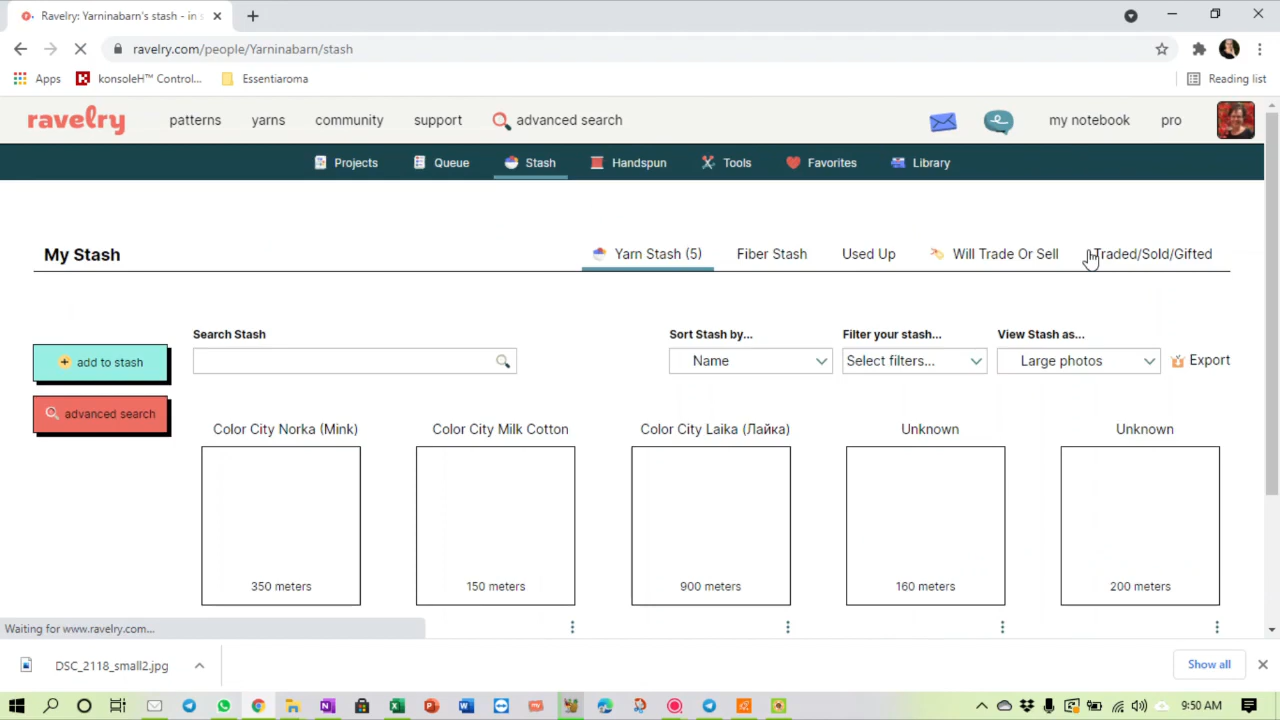 Ravelry: Yarninabarn's stash - in s
ravelry.com/people/Yarninabarn/stash
Apps konsoleH™ Control... Essentiaroma Reading list
ravelry patterns yarns community support advanced search my notebook pro
Projects Queue Stash Handspun Tools Favorites Library
My Stash Yarn Stash (5) Fiber Stash Used Up Will Trade Or Sell Traded/Sold/Gifted
Search Stash Sort Stash by... Filter your stash... View Stash as...
add to stash Name Select filters... Large photos Export
advanced search
Color City Norka (Mink) Color City Milk Cotton Color City Laika (Лайка) Unknown Unknown
350 meters 150 meters 900 meters 160 meters 200 meters
Waiting for www.ravelry.com...
DSC_2118_small2.jpg Show all
9:50 AM